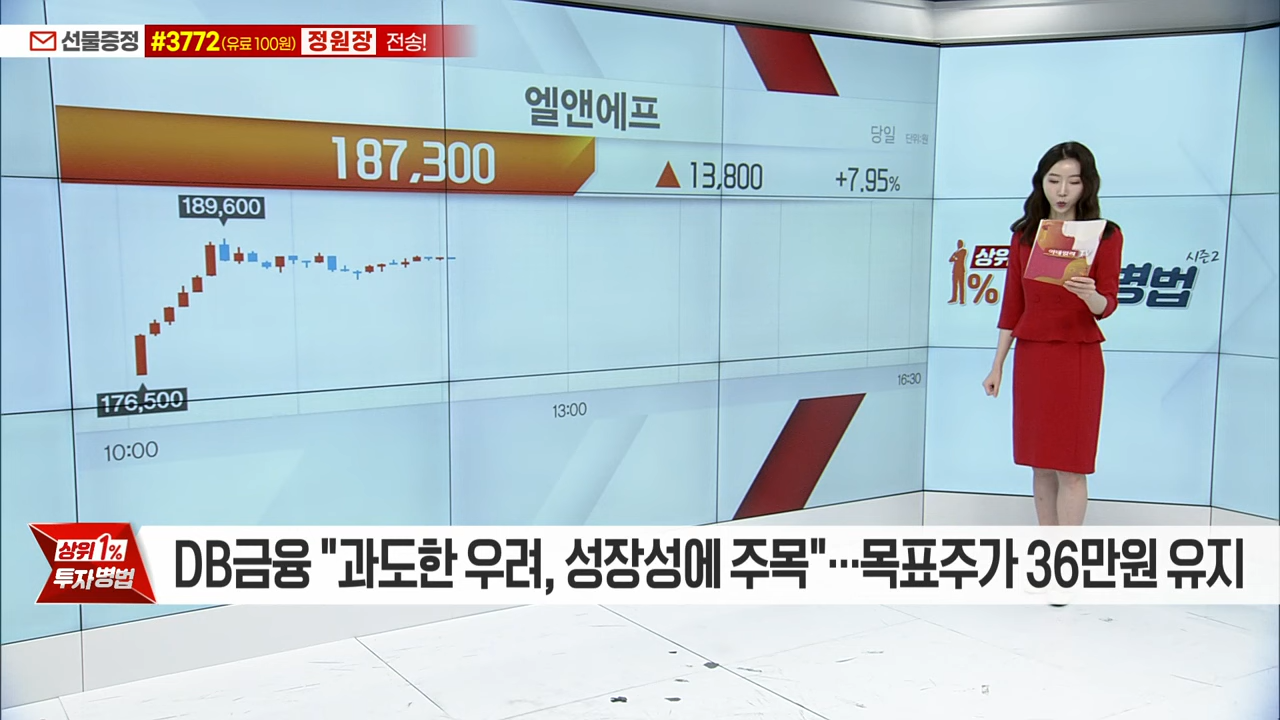 선물증정 #3772 (유료 100원) 정원장 전송!
엘앤에프
당일 단위:원
187,300 ▲ 13,800 +7.95%
189,600
176,500
10:00
13:00
16:30
상위
1% 병법 시즌2
상위 1%
투자병법
DB금융 "과도한 우려, 성장성에 주목"…목표주가 36만원 유지